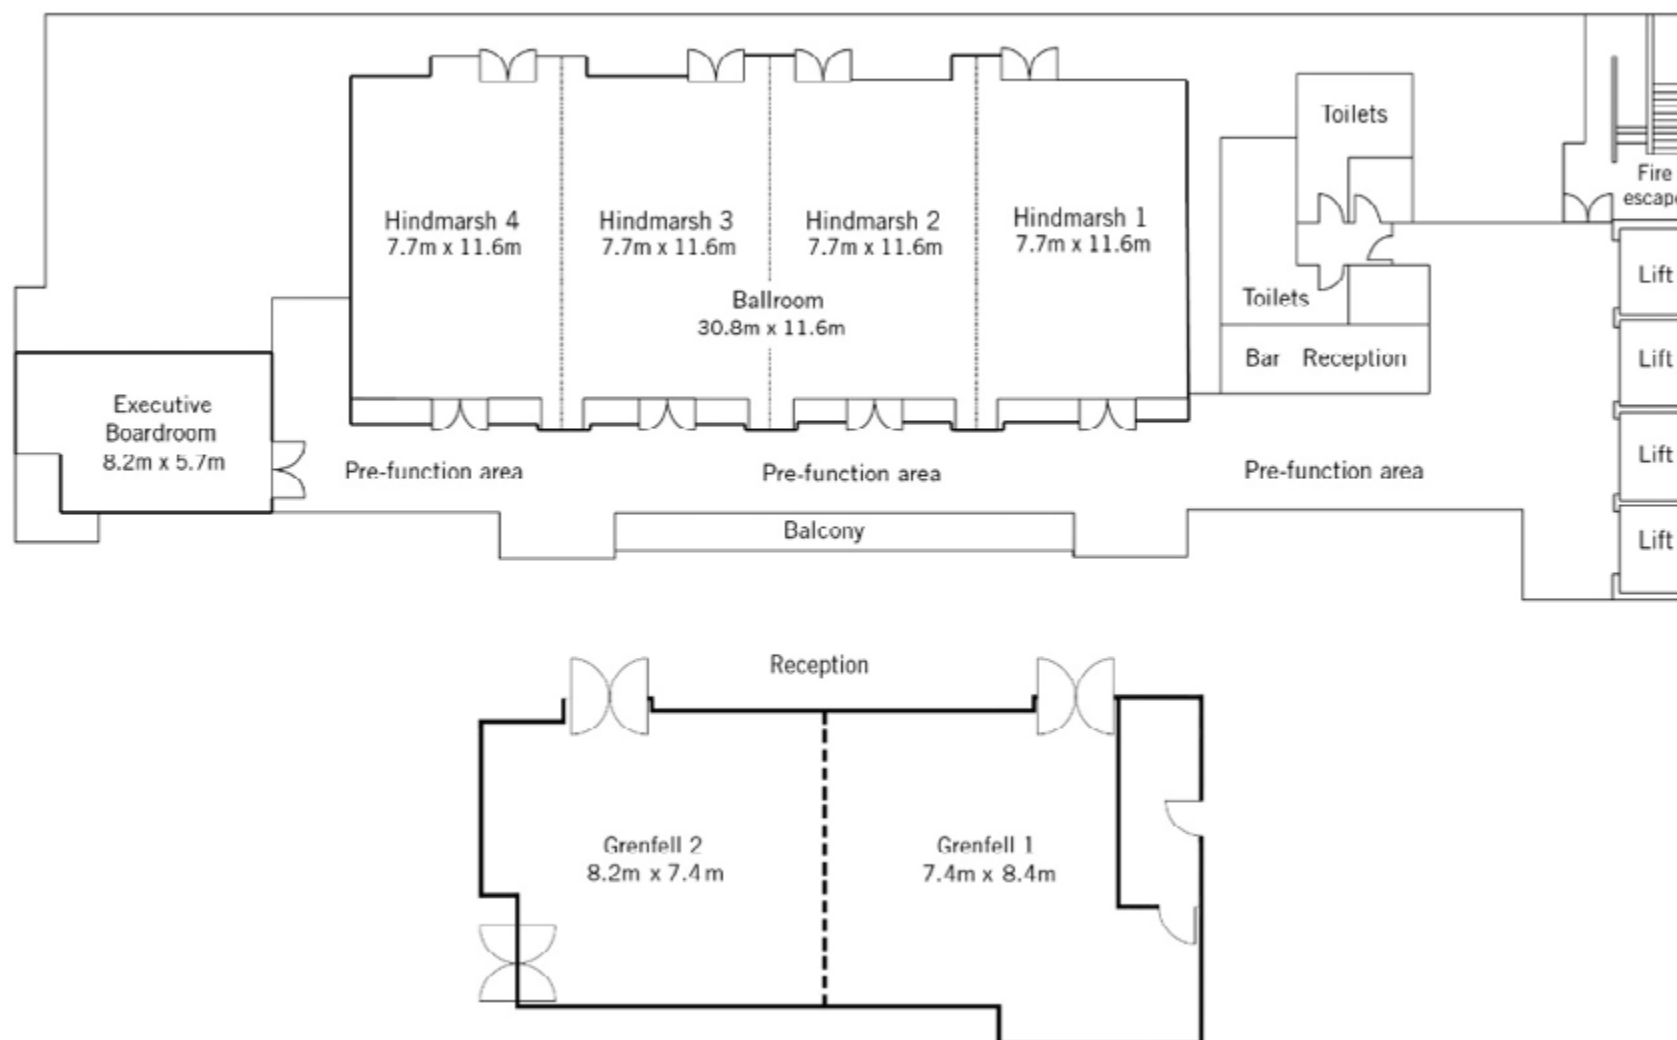 Toilets
Fire
escape
Hindmarsh 4
7.7m x 11.6m
Hindmarsh 3
7.7m x 11.6m
Hindmarsh 2
7.7m x 11.6m
Hindmarsh 1
7.7m x 11.6m
Ballroom
30.8m x 11.6m
Toilets
Lift
Bar Reception
Lift
Executive
Boardroom
8.2m x 5.7m
Lift
Pre-function area
Pre-function area
Pre-function area
Balcony
Lift
Reception
Grenfell 2
8.2m x 7.4m
Grenfell 1
7.4m x 8.4m